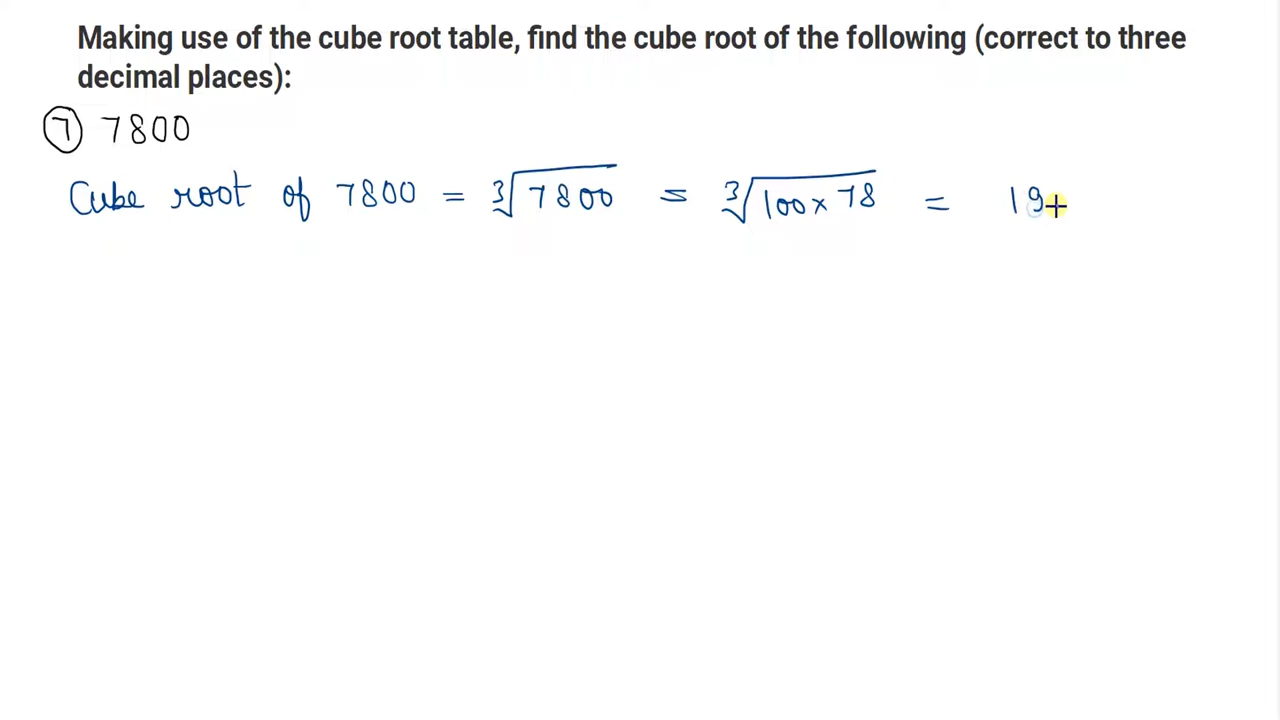 Making use of the cube root table, find the cube root of the following (correct to three
decimal places):
7 7800
Cube root of 7800 = ∛7800 = ∛100×78 = 19